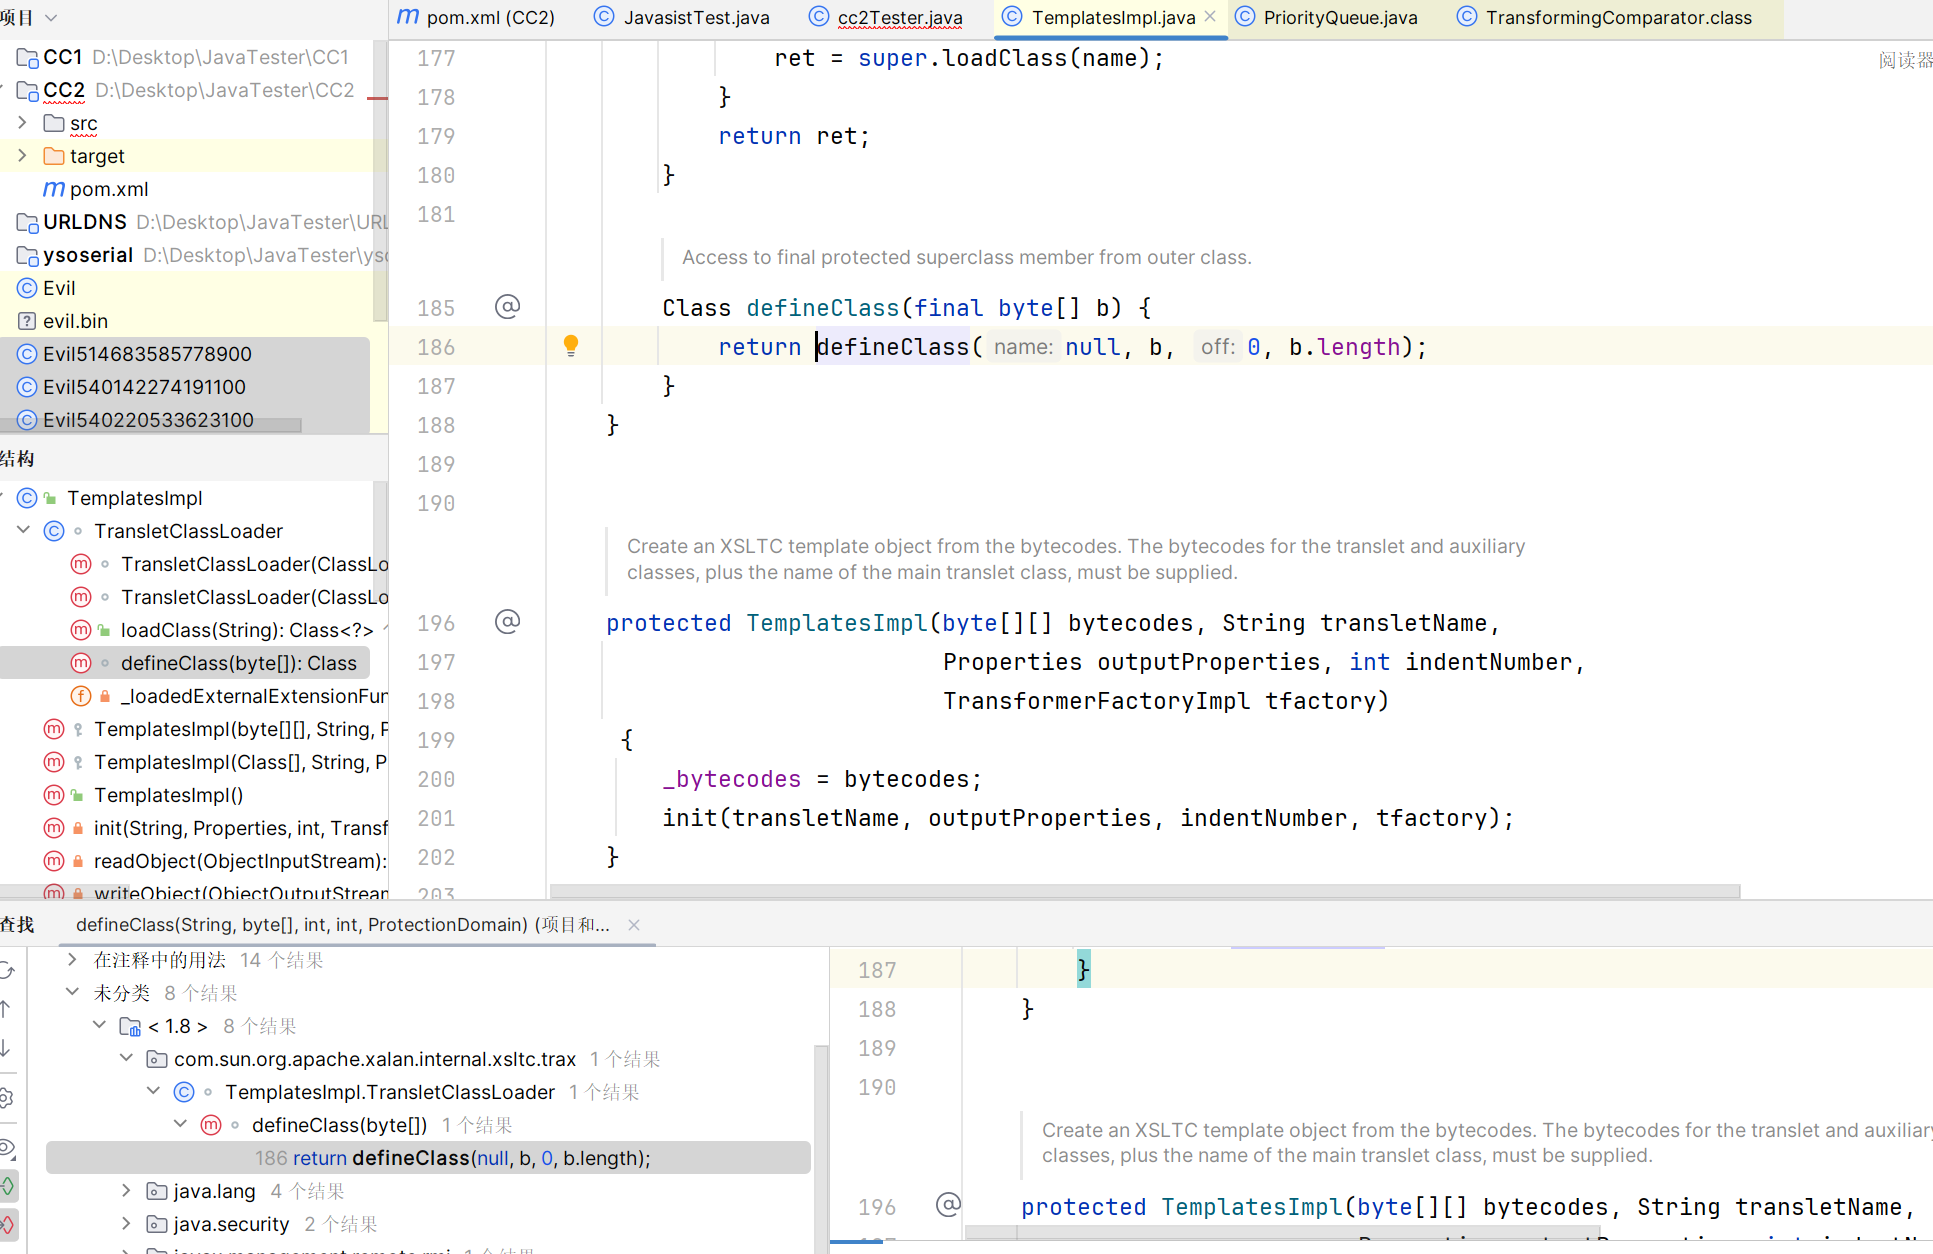 项目
CC1 D:\Desktop\JavaTester\CC1
CC2 D:\Desktop\JavaTester\CC2
src
target
pom.xml
URLDNS D:\Desktop\JavaTester\URL
ysoserial D:\Desktop\JavaTester\yso
Evil
evil.bin
Evil514683585778900
Evil540142274191100
Evil540220533623100
结构
TemplatesImpl
TransletClassLoader
TransletClassLoader(ClassLo
TransletClassLoader(ClassLo
loadClass(String): Class<?>
defineClass(byte[]): Class
_loadedExternalExtensionFun
TemplatesImpl(byte[][], String, P
TemplatesImpl(Class[], String, P
TemplatesImpl()
init(String, Properties, int, Transf
readObject(ObjectInputStream):
writeObject(ObjectOutputStream
pom.xml (CC2) JavasistTest.java cc2Tester.java TemplatesImpl.java PriorityQueue.java TransformingComparator.class
阅读器
177 ret = super.loadClass(name);
178 }
179 return ret;
180 }
181
Access to final protected superclass member from outer class.
185 @ Class defineClass(final byte[] b) {
186 return defineClass( name: null, b, off: 0, b.length);
187 }
188 }
189
190
Create an XSLTC template object from the bytecodes. The bytecodes for the translet and auxiliary
classes, plus the name of the main translet class, must be supplied.
196 @ protected TemplatesImpl(byte[][] bytecodes, String transletName,
197 Properties outputProperties, int indentNumber,
198 TransformerFactoryImpl tfactory)
199 {
200 _bytecodes = bytecodes;
201 init(transletName, outputProperties, indentNumber, tfactory);
202 }
203
查找 defineClass(String, byte[], int, int, ProtectionDomain) (项目和...
在注释中的用法 14 个结果
未分类 8 个结果
< 1.8 > 8 个结果
com.sun.org.apache.xalan.internal.xsltc.trax 1 个结果
TemplatesImpl.TransletClassLoader 1 个结果
defineClass(byte[]) 1 个结果
186 return defineClass(null, b, 0, b.length);
java.lang 4 个结果
java.security 2 个结果
javax.management.remote.rmi 1 个结果
187 }
188 }
189
190
Create an XSLTC template object from the bytecodes. The bytecodes for the translet and auxiliary
classes, plus the name of the main translet class, must be supplied.
196 @ protected TemplatesImpl(byte[][] bytecodes, String transletName,